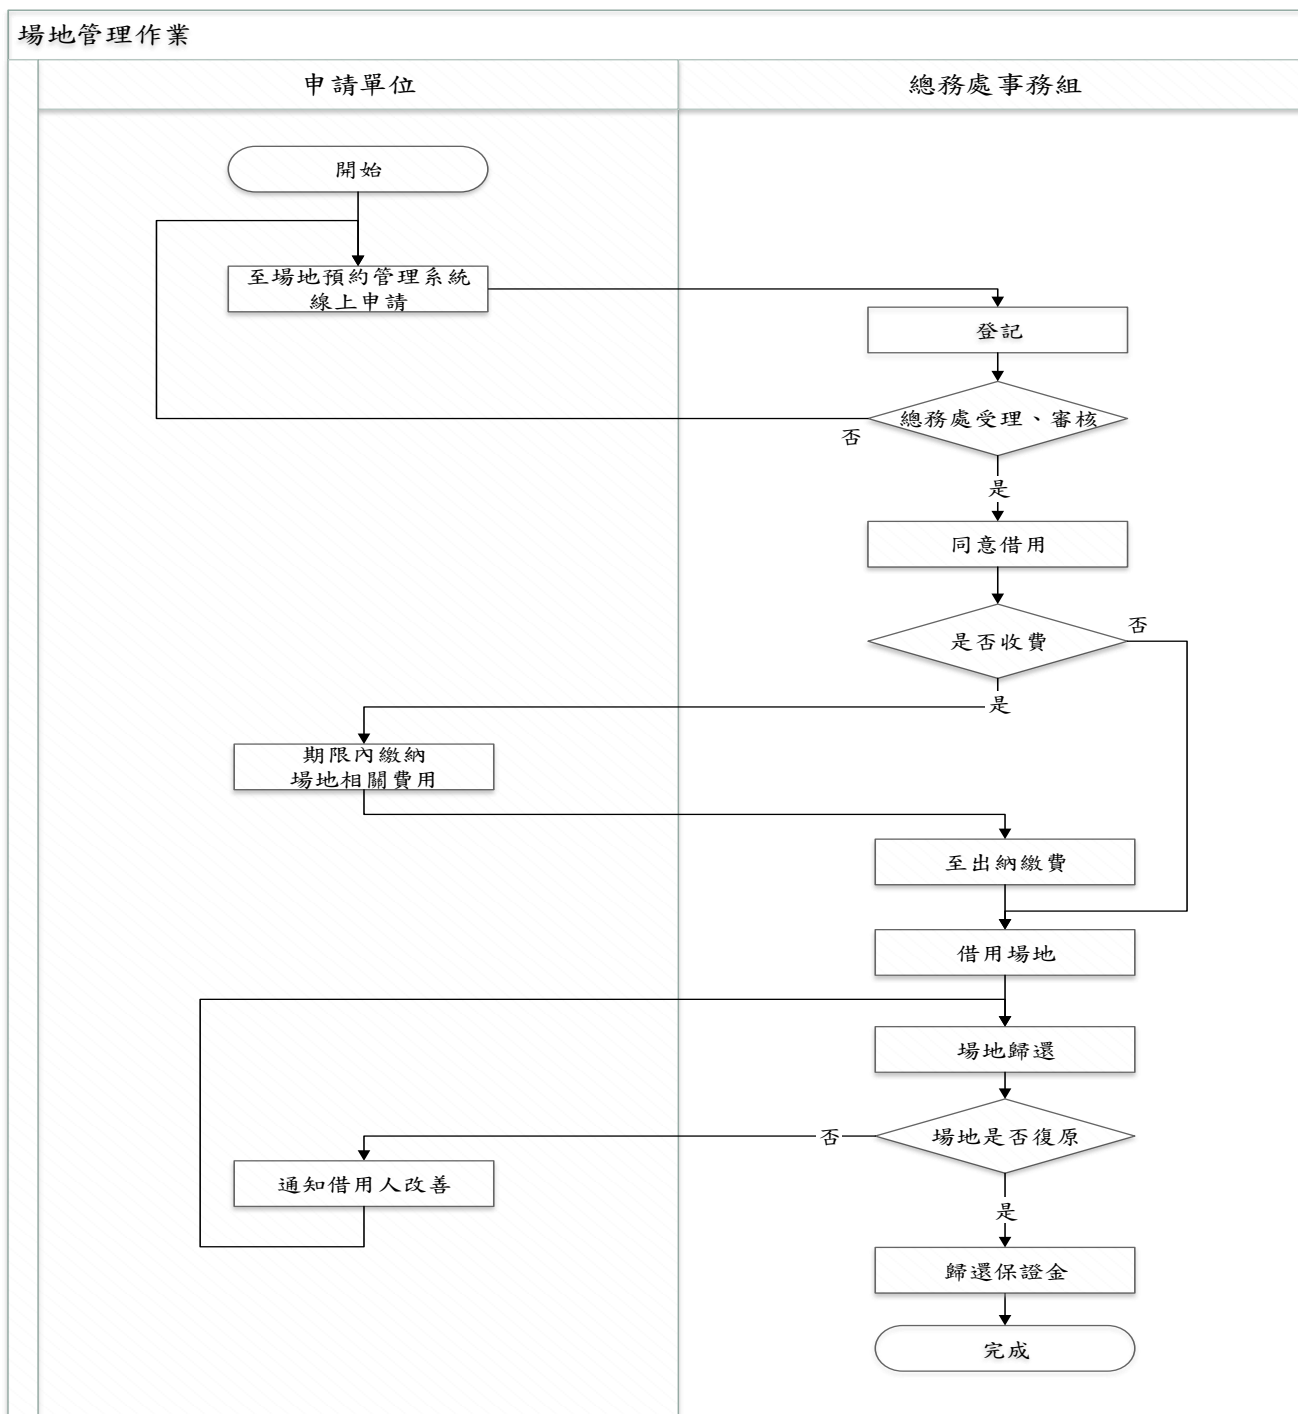 場地管理作業
申請單位
總務處事務組
開始
至場地預約管理系統
線上申請
登記
總務處受理、審核
否
是
同意借用
是否收費
否
是
期限內繳納
場地相關費用
至出納繳費
借用場地
場地歸還
場地是否復原
否
通知借用人改善
是
歸還保證金
完成